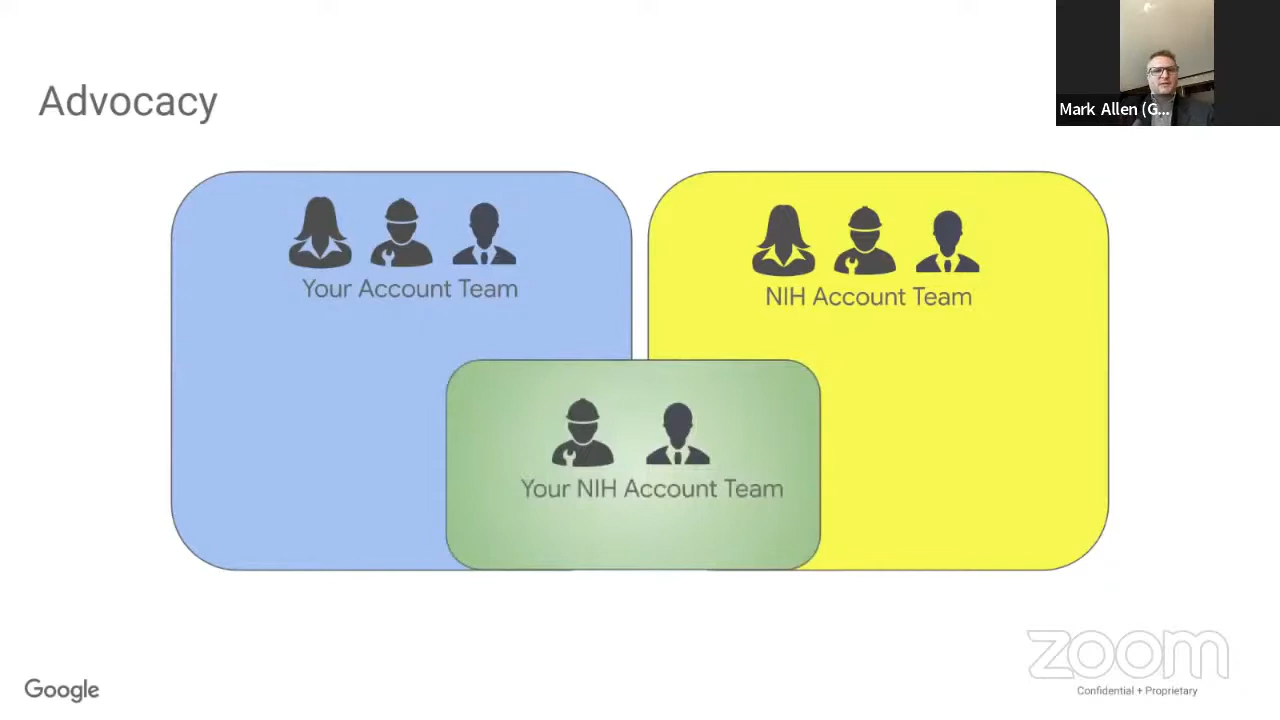 Advocacy
Mark Allen (G...
Your Account Team
NIH Account Team
Your NIH Account Team
zoom
Google
Confidential + Proprietary